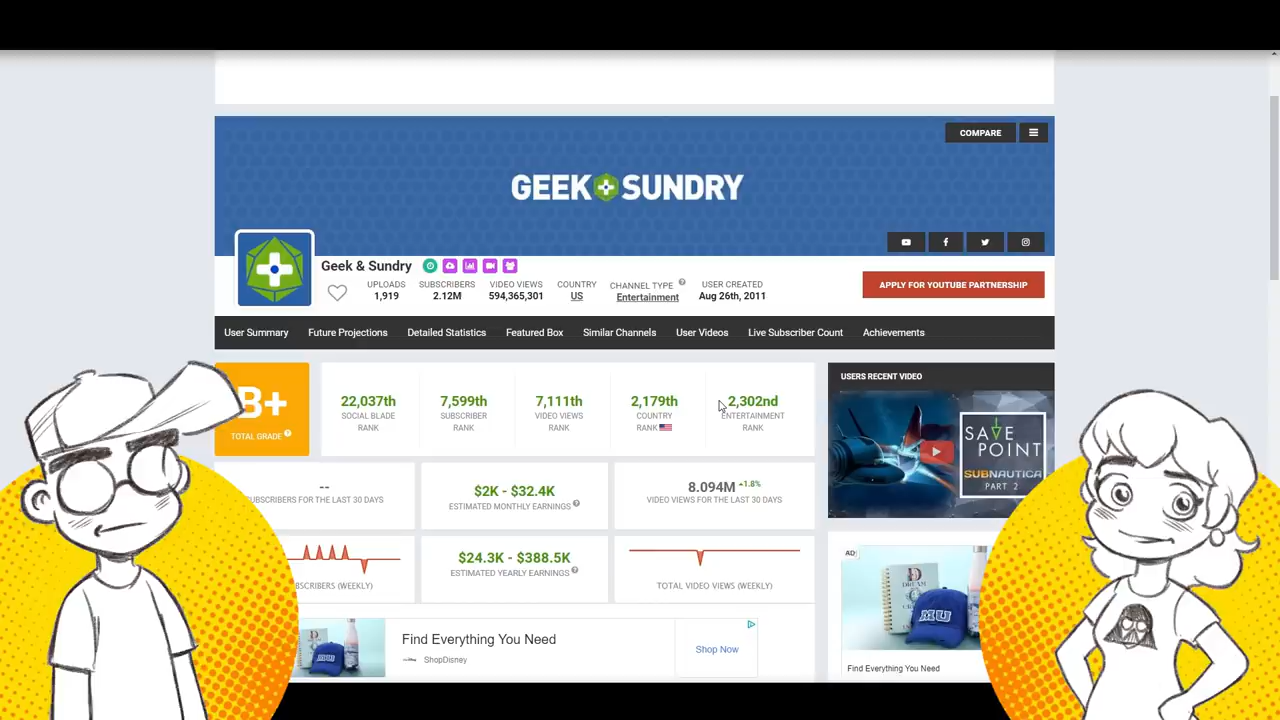 COMPARE
GEEK SUNDRY
Geek & Sundry
UPLOADS
1,919
SUBSCRIBERS
2.12M
VIDEO VIEWS
594,365,301
COUNTRY
US
CHANNEL TYPE
Entertainment
USER CREATED
Aug 26th, 2011
APPLY FOR YOUTUBE PARTNERSHIP
User Summary Future Projections Detailed Statistics Featured Box Similar Channels User Videos Live Subscriber Count Achievements
B+
TOTAL GRADE
22,037th
SOCIAL BLADE
RANK
7,599th
SUBSCRIBER
RANK
7,111th
VIDEO VIEWS
RANK
2,179th
COUNTRY
RANK
2,302nd
ENTERTAINMENT
RANK
USERS RECENT VIDEO
SAVE
POINT
SUBNAUTICA
PART 2
--
SUBSCRIBERS FOR THE LAST 30 DAYS
$2K - $32.4K
ESTIMATED MONTHLY EARNINGS
8.094M +1.8%
VIDEO VIEWS FOR THE LAST 30 DAYS
SCRIBERS (WEEKLY)
$24.3K - $388.5K
ESTIMATED YEARLY EARNINGS
TOTAL VIDEO VIEWS (WEEKLY)
AD
DREAM
MU
Find Everything You Need
ShopDisney
Shop Now
Find Everything You Need